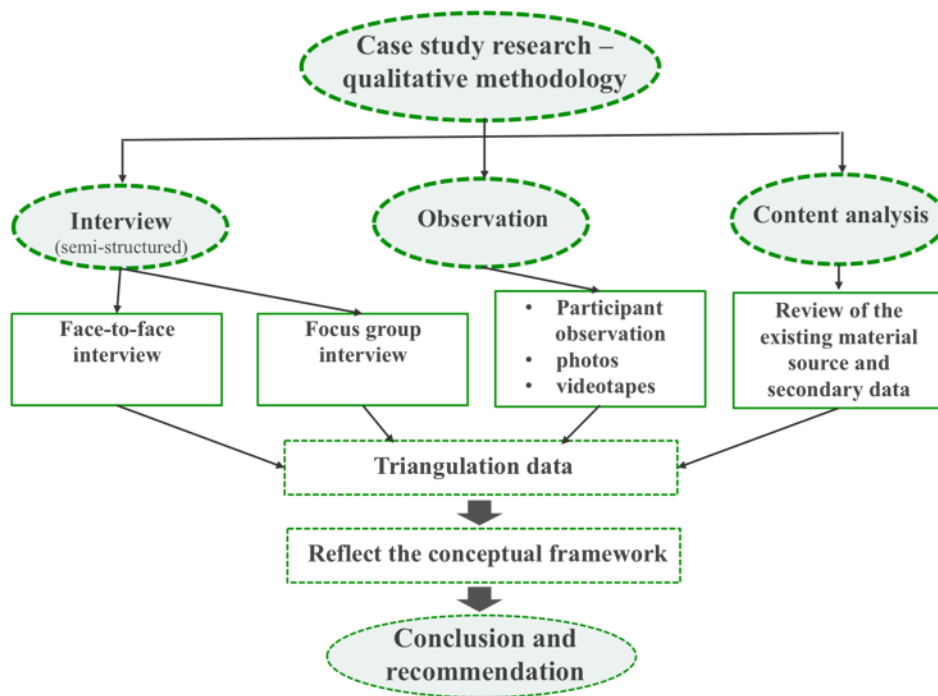 Case study research –
qualitative methodology
Interview
(semi-structured)
Observation
Content analysis
Face-to-face
interview
Focus group
interview
• Participant
observation
• photos
• videotapes
Review of the
existing material
source and
secondary data
Triangulation data
Reflect the conceptual framework
Conclusion and
recommendation